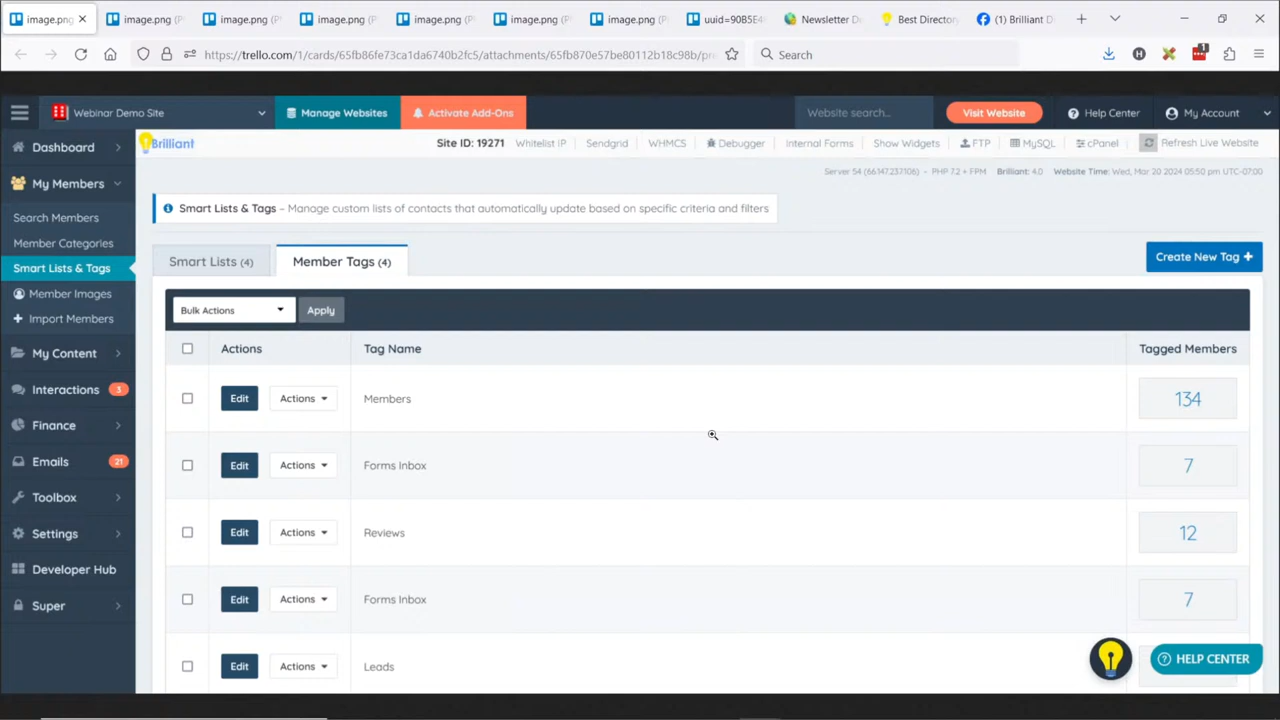 image.png
image.png (P
image.png (P
image.png (P
image.png (P
image.png (P
image.png (P
uuid=90B5E4
Newsletter De
Best Directory
(1) Brilliant D
https://trello.com/1/cards/65fb86fe73ca1da6740b2fc5/attachments/65fb870e57be80112b18c98b/pre
Search
1
Webinar Demo Site
Manage Websites
Activate Add-Ons
Website search...
Visit Website
Help Center
My Account
Dashboard
Brilliant
Site ID: 19271
Whitelist IP
Sendgrid
WHMCS
Debugger
Internal Forms
Show Widgets
FTP
MySQL
cPanel
Refresh Live Website
Server 54 (66.147.237.106) - PHP 7.2 + FPM Brilliant: 4.0 Website Time: Wed, Mar 20 2024 05:50 pm UTC-07:00
My Members
Search Members
Member Categories
Smart Lists & Tags
Member Images
Import Members
My Content
Interactions 3
Finance
Emails 21
Toolbox
Settings
Developer Hub
Super
Smart Lists & Tags – Manage custom lists of contacts that automatically update based on specific criteria and filters
Smart Lists (4)
Member Tags (4)
Create New Tag +
Bulk Actions
Apply
Actions
Tag Name
Tagged Members
Edit
Actions
Members
134
Edit
Actions
Forms Inbox
7
Edit
Actions
Reviews
12
Edit
Actions
Forms Inbox
7
Edit
Actions
Leads
HELP CENTER